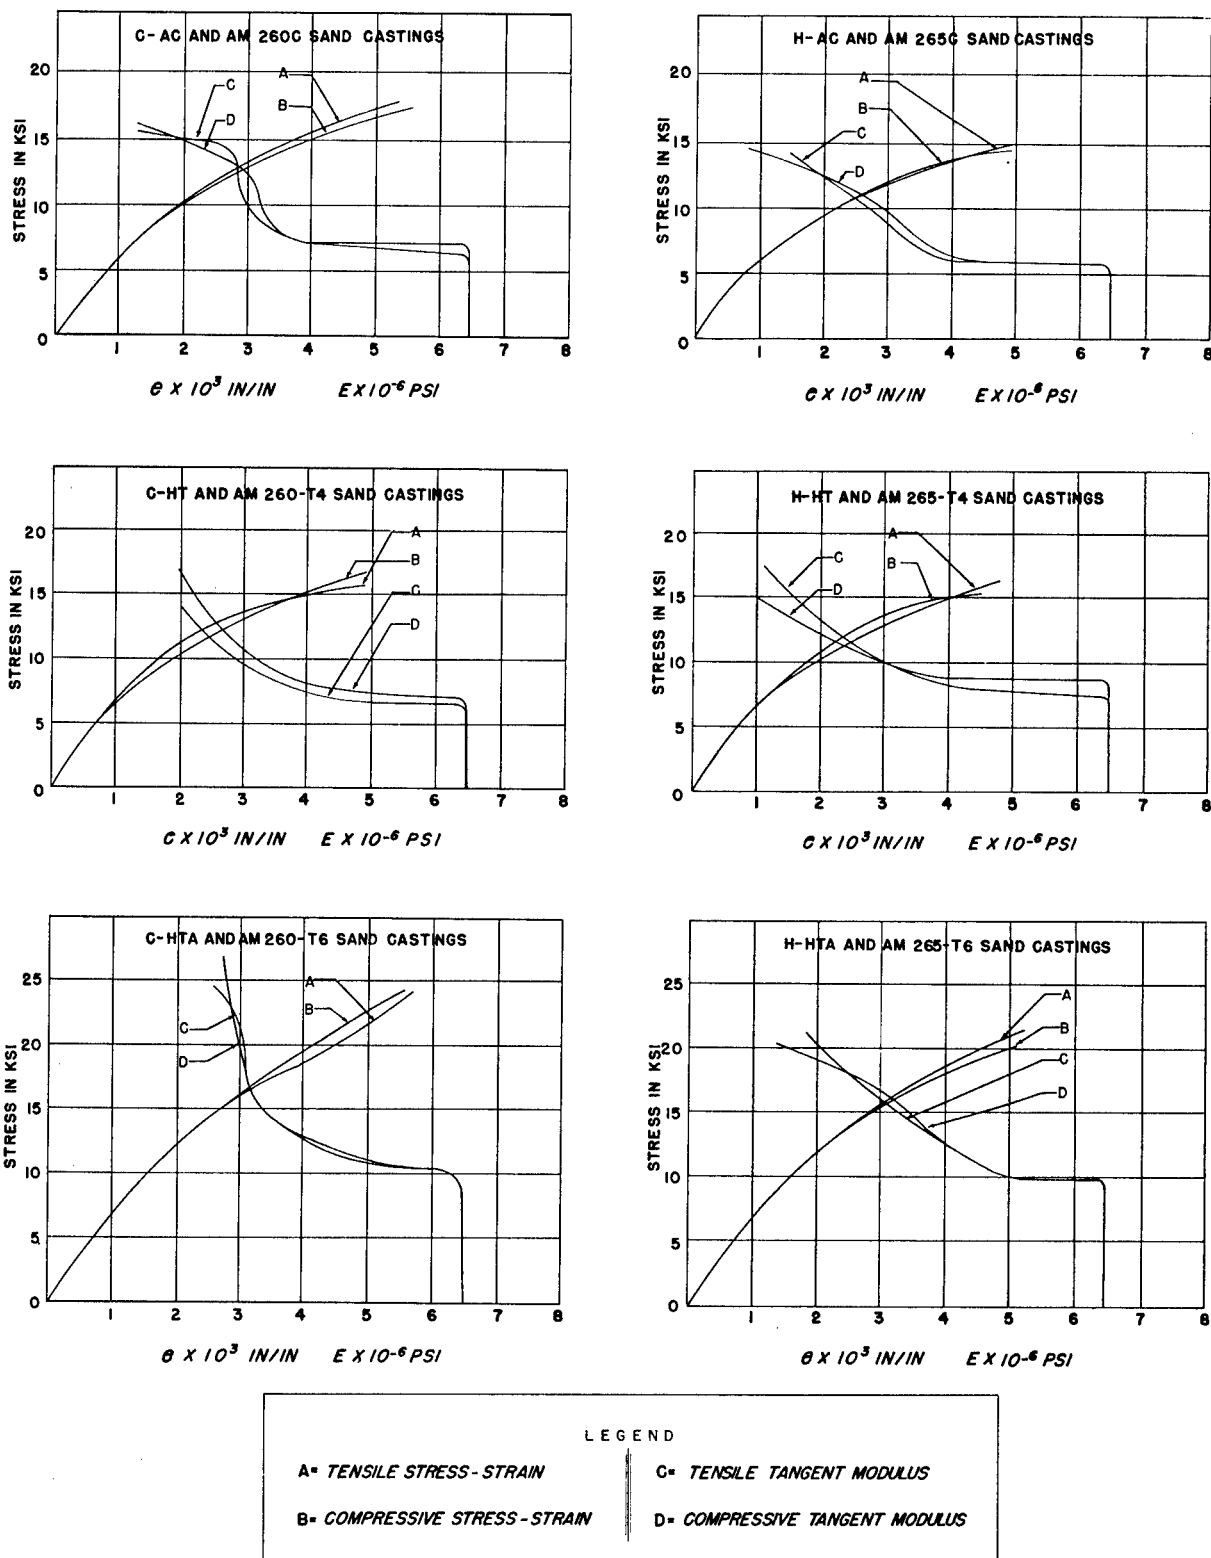 C-AC AND AM 260C SAND CASTINGS
STRESS IN KSI
20
15
10
5
0
A
B
C
D
1 2 3 4 5 6 7 8
e X 10³ IN/IN E X 10⁻⁶ PSI
H-AC AND AM 265C SAND CASTINGS
STRESS IN KSI
20
15
10
5
0
A
B
C
D
1 2 3 4 5 6 7 8
e X 10³ IN/IN E X 10⁻⁶ PSI
C-HT AND AM 260-T4 SAND CASTINGS
STRESS IN KSI
20
15
10
5
0
A
B
C
D
1 2 3 4 5 6 7 8
e X 10³ IN/IN E X 10⁻⁶ PSI
H-HT AND AM 265-T4 SAND CASTINGS
STRESS IN KSI
20
15
10
5
0
A
C
B
D
1 2 3 4 5 6 7 8
e X 10³ IN/IN E X 10⁻⁶ PSI
C-HTA AND AM 260-T6 SAND CASTINGS
STRESS IN KSI
25
20
15
10
5
0
A
B
C
D
1 2 3 4 5 6 7 8
e X 10³ IN/IN E X 10⁻⁶ PSI
H-HTA AND AM 265-T6 SAND CASTINGS
STRESS IN KSI
25
20
15
10
5
0
A
B
C
D
1 2 3 4 5 6 7 8
e X 10³ IN/IN E X 10⁻⁶ PSI
LEGEND
A= TENSILE STRESS-STRAIN
B= COMPRESSIVE STRESS-STRAIN
C= TENSILE TANGENT MODULUS
D= COMPRESSIVE TANGENT MODULUS